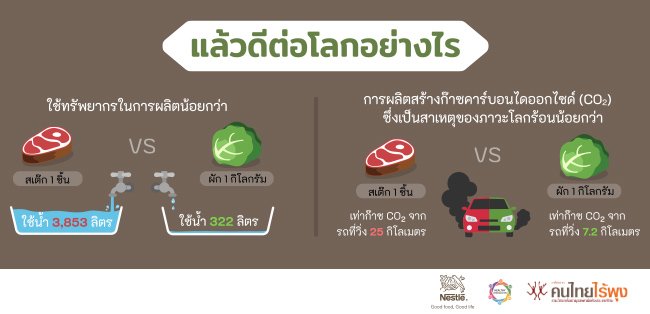 แล้วดีต่อโลกอย่างไร
ใช้ทรัพยากรในการผลิตน้อยกว่า
VS
สเต๊ก 1 ชิ้น
ผัก 1 กิโลกรัม
ใช้น้ำ 3,853 ลิตร
ใช้น้ำ 322 ลิตร
การผลิตสร้างก๊าซคาร์บอนไดออกไซด์ (CO₂)
ซึ่งเป็นสาเหตุของภาวะโลกร้อนน้อยกว่า
VS
สเต๊ก 1 ชิ้น
ผัก 1 กิโลกรัม
เท่าก๊าซ CO₂ จาก
รถที่วิ่ง 25 กิโลเมตร
เท่าก๊าซ CO₂ จาก
รถที่วิ่ง 7.2 กิโลเมตร
Nestlé
Good food, Good life
คนไทยไร้พุง